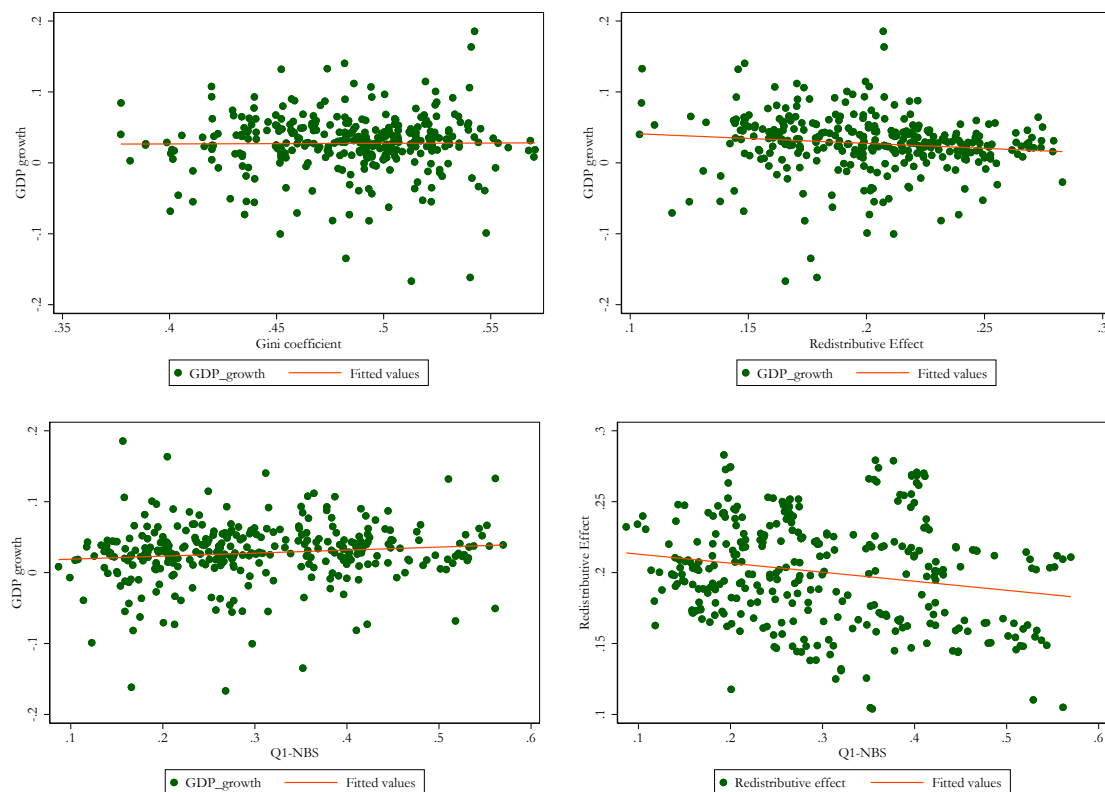 .2
.1
0
-.1
-.2
GDP growth
.35 .4 .45 .5 .55
Gini coefficient
GDP_growth Fitted values
.2
.1
0
-.1
-.2
GDP growth
.1 .15 .2 .25 .3
Redistributive Effect
GDP_growth Fitted values
.2
.1
0
-.1
-.2
GDP growth
.1 .2 .3 .4 .5 .6
Q1-NBS
GDP_growth Fitted values
.3
.25
.2
.15
.1
Redistributive Effect
.1 .2 .3 .4 .5 .6
Q1-NBS
Redistributive effect Fitted values